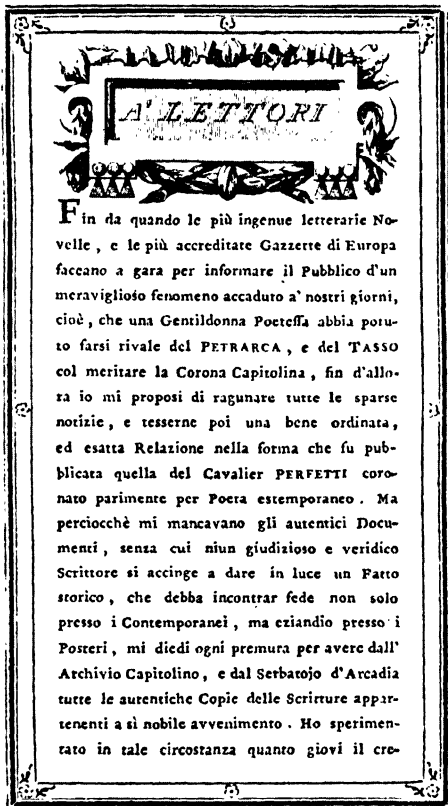 A' LETTORI
Fin da quando le più ingenue letterarie No-
velle, e le più accreditate Gazzette di Europa
faceano a gara per informare il Pubblico d'un
meraviglioso fenomeno accaduto a' nostri giorni,
cioè, che una Gentildonna Poetessa abbia potu-
to farsi rivale del PETRARCA, e del TASSO
col meritare la Corona Capitolina, fin d'allo-
ra io mi proposi di ragunare tutte le sparse
notizie, e tesserne poi una bene ordinata,
ed esatta Relazione nella forma che fu pub-
blicata quella del Cavalier PERFETTI coro-
nato parimente per Poeta estemporaneo. Ma
perciocchè mi mancavano gli autentici Docu-
menti, senza cui niun giudizioso e veridico
Scrittore si accinge a dare in luce un Fatto
storico, che debba incontrar fede non solo
presso i Contemporanei, ma eziandio presso i
Posteri, mi diedi ogni premura per avere dall'
Archivio Capitolino, e dal Serbatojo d'Arcadia
tutte le autentiche Copie delle Scritture appar-
tenenti a sì nobile avvenimento. Ho sperimen-
tato in tale circostanza quanto giovi il cre-